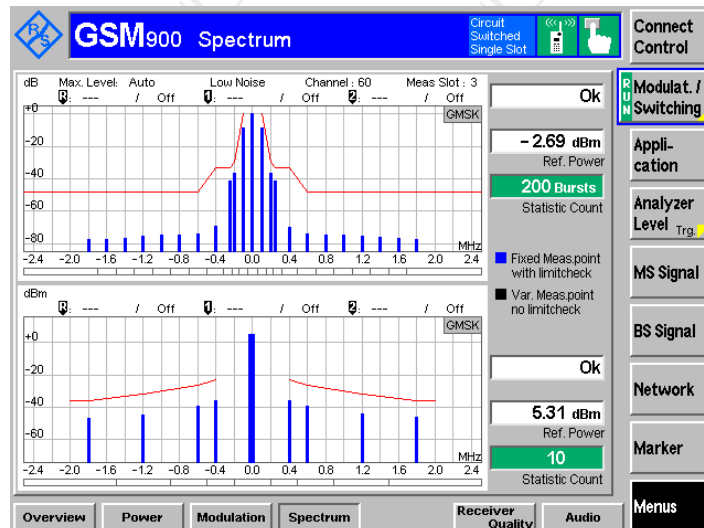 R S
GSM900 Spectrum
Circuit
Switched
Single Slot
Connect
Control
dB Max. Level: Auto Low Noise Channel : 60 Meas Slot : 3
R: --- / Off 1: --- / Off 2: --- / Off
GMSK
+0
-20
-40
-60
-80
MHz
-2.4 -2.0 -1.6 -1.2 -0.8 -0.4 0.0 0.4 0.8 1.2 1.6 2.0 2.4
Ok
-2.69 dBm
Ref. Power
200 Bursts
Statistic Count
Fixed Meas.point
with limitcheck
Var. Meas.point
no limitcheck
dBm
R: --- / Off 1: --- / Off 2: --- / Off
GMSK
+0
-20
-40
-60
MHz
-2.4 -2.0 -1.6 -1.2 -0.8 -0.4 0.0 0.4 0.8 1.2 1.6 2.0 2.4
Ok
5.31 dBm
Ref. Power
10
Statistic Count
RUN
Modulat. /
Switching
Appli-
cation
Analyzer
Level Trg.
MS Signal
BS Signal
Network
Marker
Menus
Overview Power Modulation Spectrum Receiver
Quality Audio